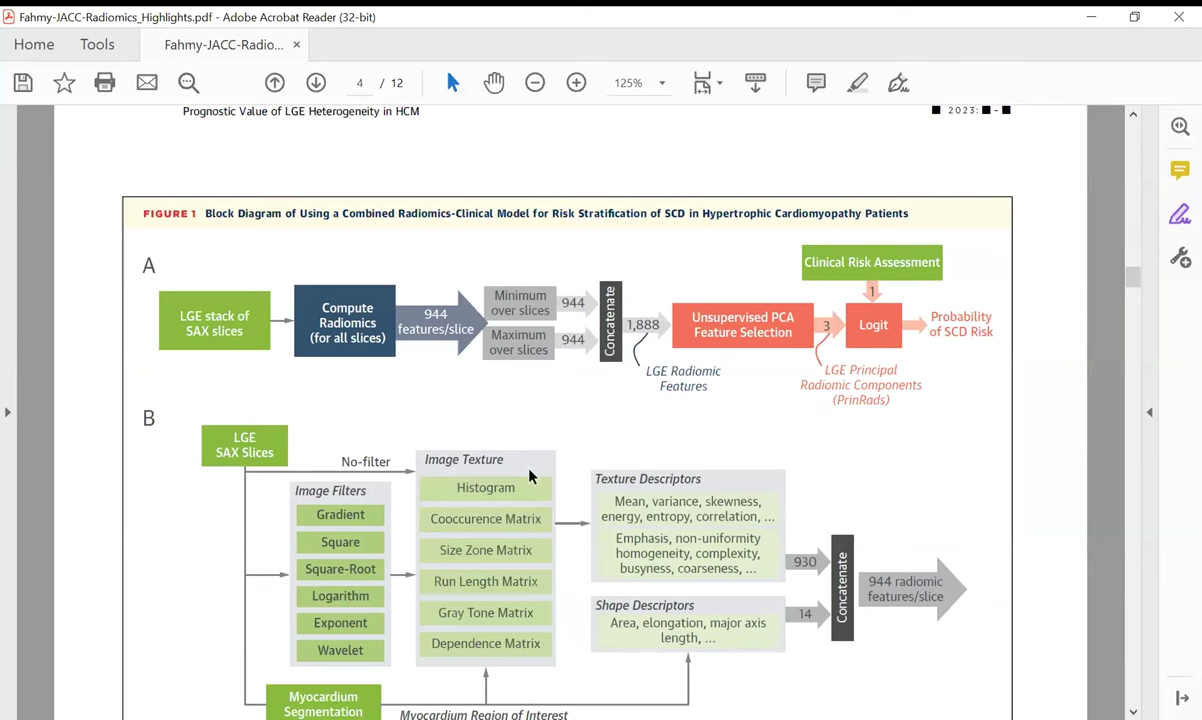 Fahmy-JACC-Radiomics_Highlights.pdf - Adobe Acrobat Reader (32-bit)
Home
Tools
Fahmy-JACC-Radio...
4 / 12
125%
Prognostic Value of LGE Heterogeneity in HCM
■ 2023: ■ - ■
FIGURE 1 Block Diagram of Using a Combined Radiomics-Clinical Model for Risk Stratification of SCD in Hypertrophic Cardiomyopathy Patients
A
LGE stack of
SAX slices
Compute
Radiomics
(for all slices)
944
features/slice
Minimum
over slices
Maximum
over slices
944
944
Concatenate
1,888
LGE Radiomic
Features
Unsupervised PCA
Feature Selection
3
LGE Principal
Radiomic Components
(PrinRads)
Clinical Risk Assessment
1
Logit
Probability
of SCD Risk
B
LGE
SAX Slices
No-filter
Image Filters
Gradient
Square
Square-Root
Logarithm
Exponent
Wavelet
Image Texture
Histogram
Cooccurence Matrix
Size Zone Matrix
Run Length Matrix
Gray Tone Matrix
Dependence Matrix
Texture Descriptors
Mean, variance, skewness,
energy, entropy, correlation, ...
Emphasis, non-uniformity
homogeneity, complexity,
busyness, coarseness, ...
Shape Descriptors
Area, elongation, major axis
length, ...
930
14
Concatenate
944 radiomic
features/slice
Myocardium
Segmentation
Myocardium Region of Interest